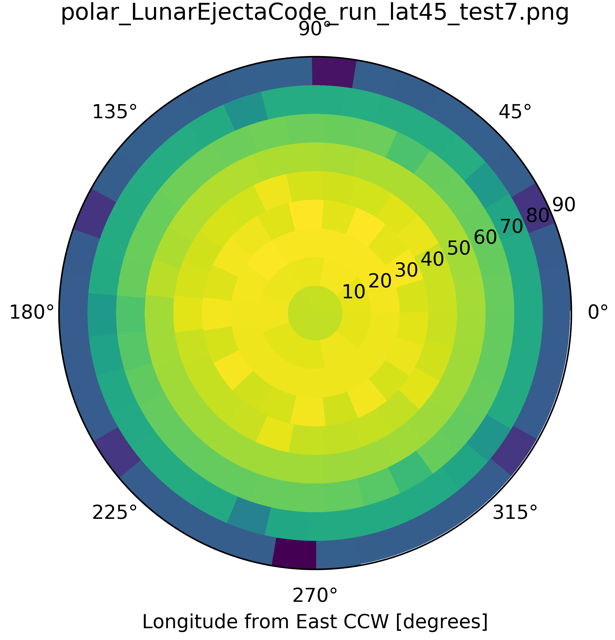 polar_LunarEjectaCode_run_lat45_test7.png
90°
135°
45°
10 20 30 40 50 60 70 80 90
180°
0°
225°
315°
270°
Longitude from East CCW [degrees]